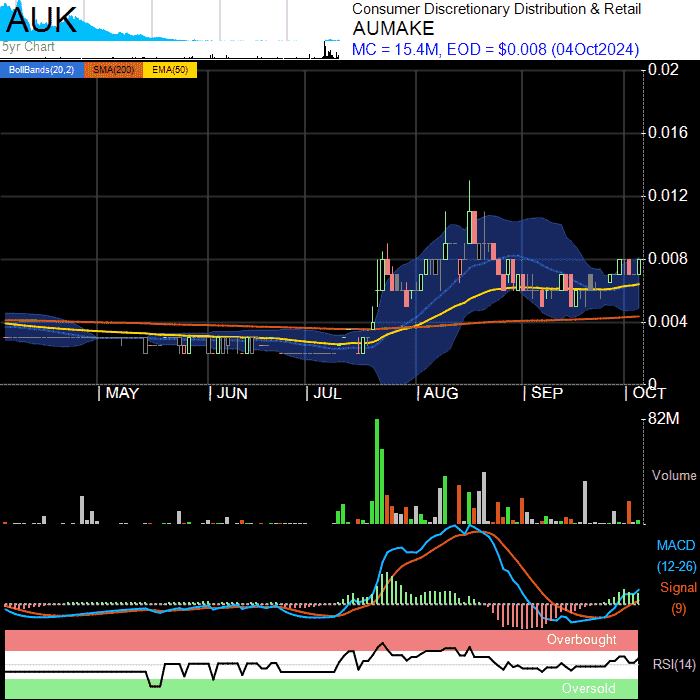 AUK
5yr Chart
Consumer Discretionary Distribution & Retail
AUMAKE
MC = 15.4M, EOD = $0.008 (04Oct2024)
BollBands(20,2) SMA(200) EMA(50)
0.02
0.016
0.012
0.008
0.004
0
MAY JUN JUL AUG SEP OCT
82M
Volume
MACD
(12-26)
Signal
(9)
Overbought
RSI(14)
Oversold